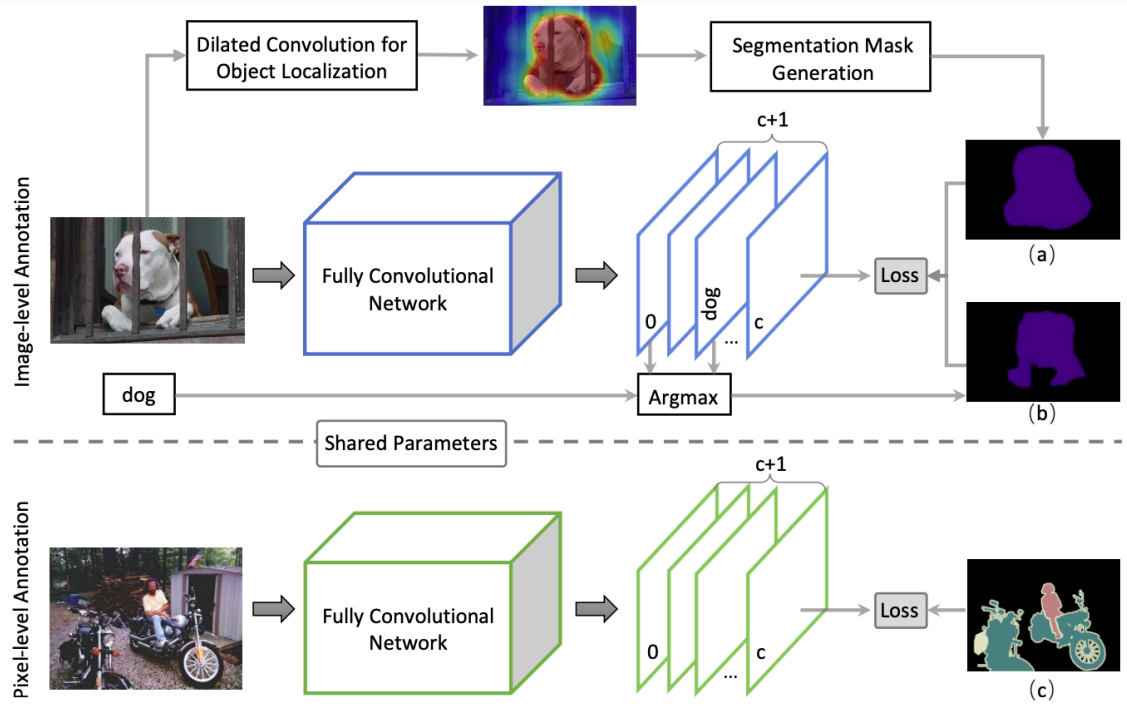 Dilated Convolution for
Object Localization
Segmentation Mask
Generation
c+1
Image-level Annotation
Fully Convolutional
Network
0
dog
...
c
Loss
(a)
dog
Argmax
(b)
Shared Parameters
c+1
Pixel-level Annotation
Fully Convolutional
Network
0
...
c
Loss
(c)